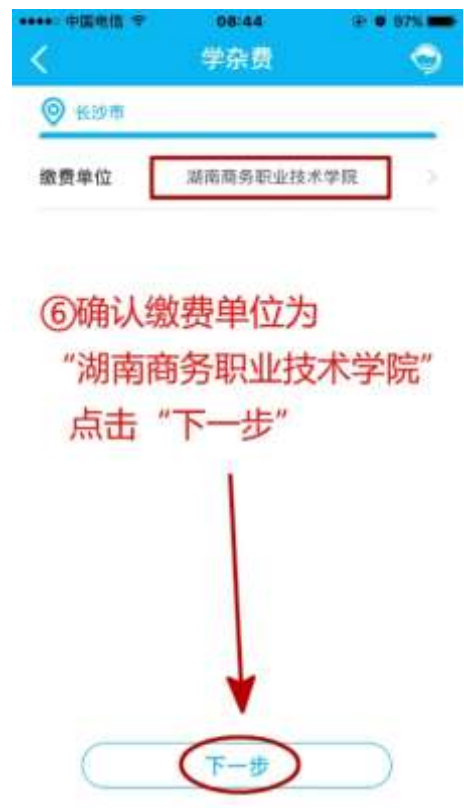 中国电信 08:44 97%
学杂费
长沙市
缴费单位 湖南商务职业技术学院
⑥确认缴费单位为
“湖南商务职业技术学院”
点击“下一步”
下一步